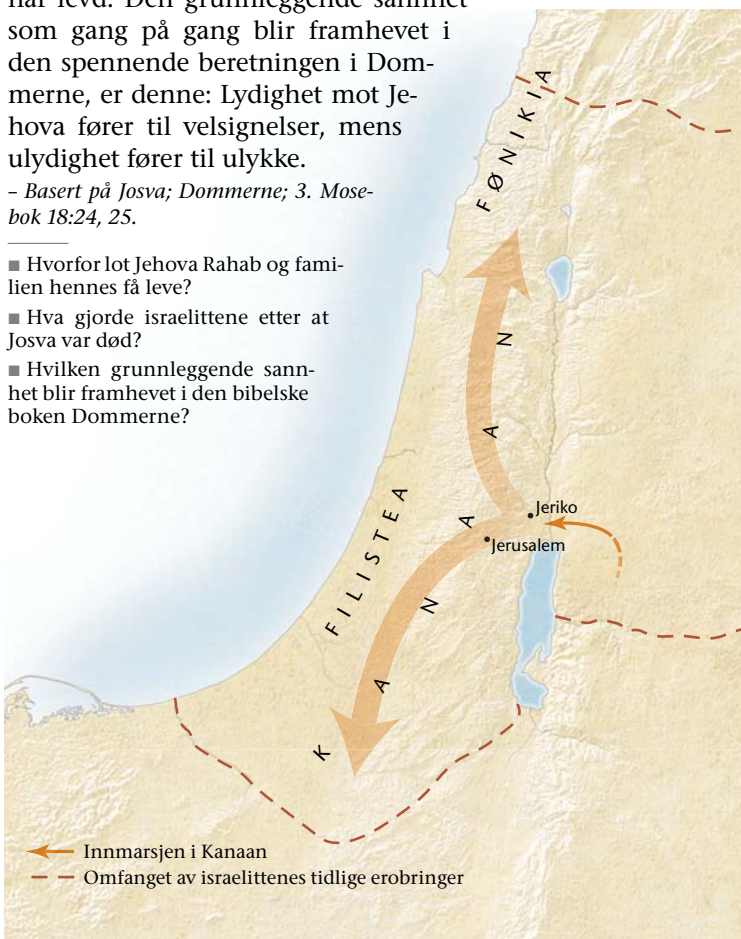 har levd. Den grunnleggende sannhet
som gang på gang blir framhevet i
den spennende beretningen i Dom-
merne, er denne: Lydighet mot Je-
hova fører til velsignelser, mens
ulydighet fører til ulykke.
– Basert på Josva; Dommerne; 3. Mose-
bok 18:24, 25.
■ Hvorfor lot Jehova Rahab og fami-
lien hennes få leve?
■ Hva gjorde israelittene etter at
Josva var død?
■ Hvilken grunnleggende sann-
het blir framhevet i den bibelske
boken Dommerne?
FØNIKIA
KANAAN
FILISTEA
Jeriko
Jerusalem
Innmarsjen i Kanaan
Omfanget av israelittenes tidlige erobringer